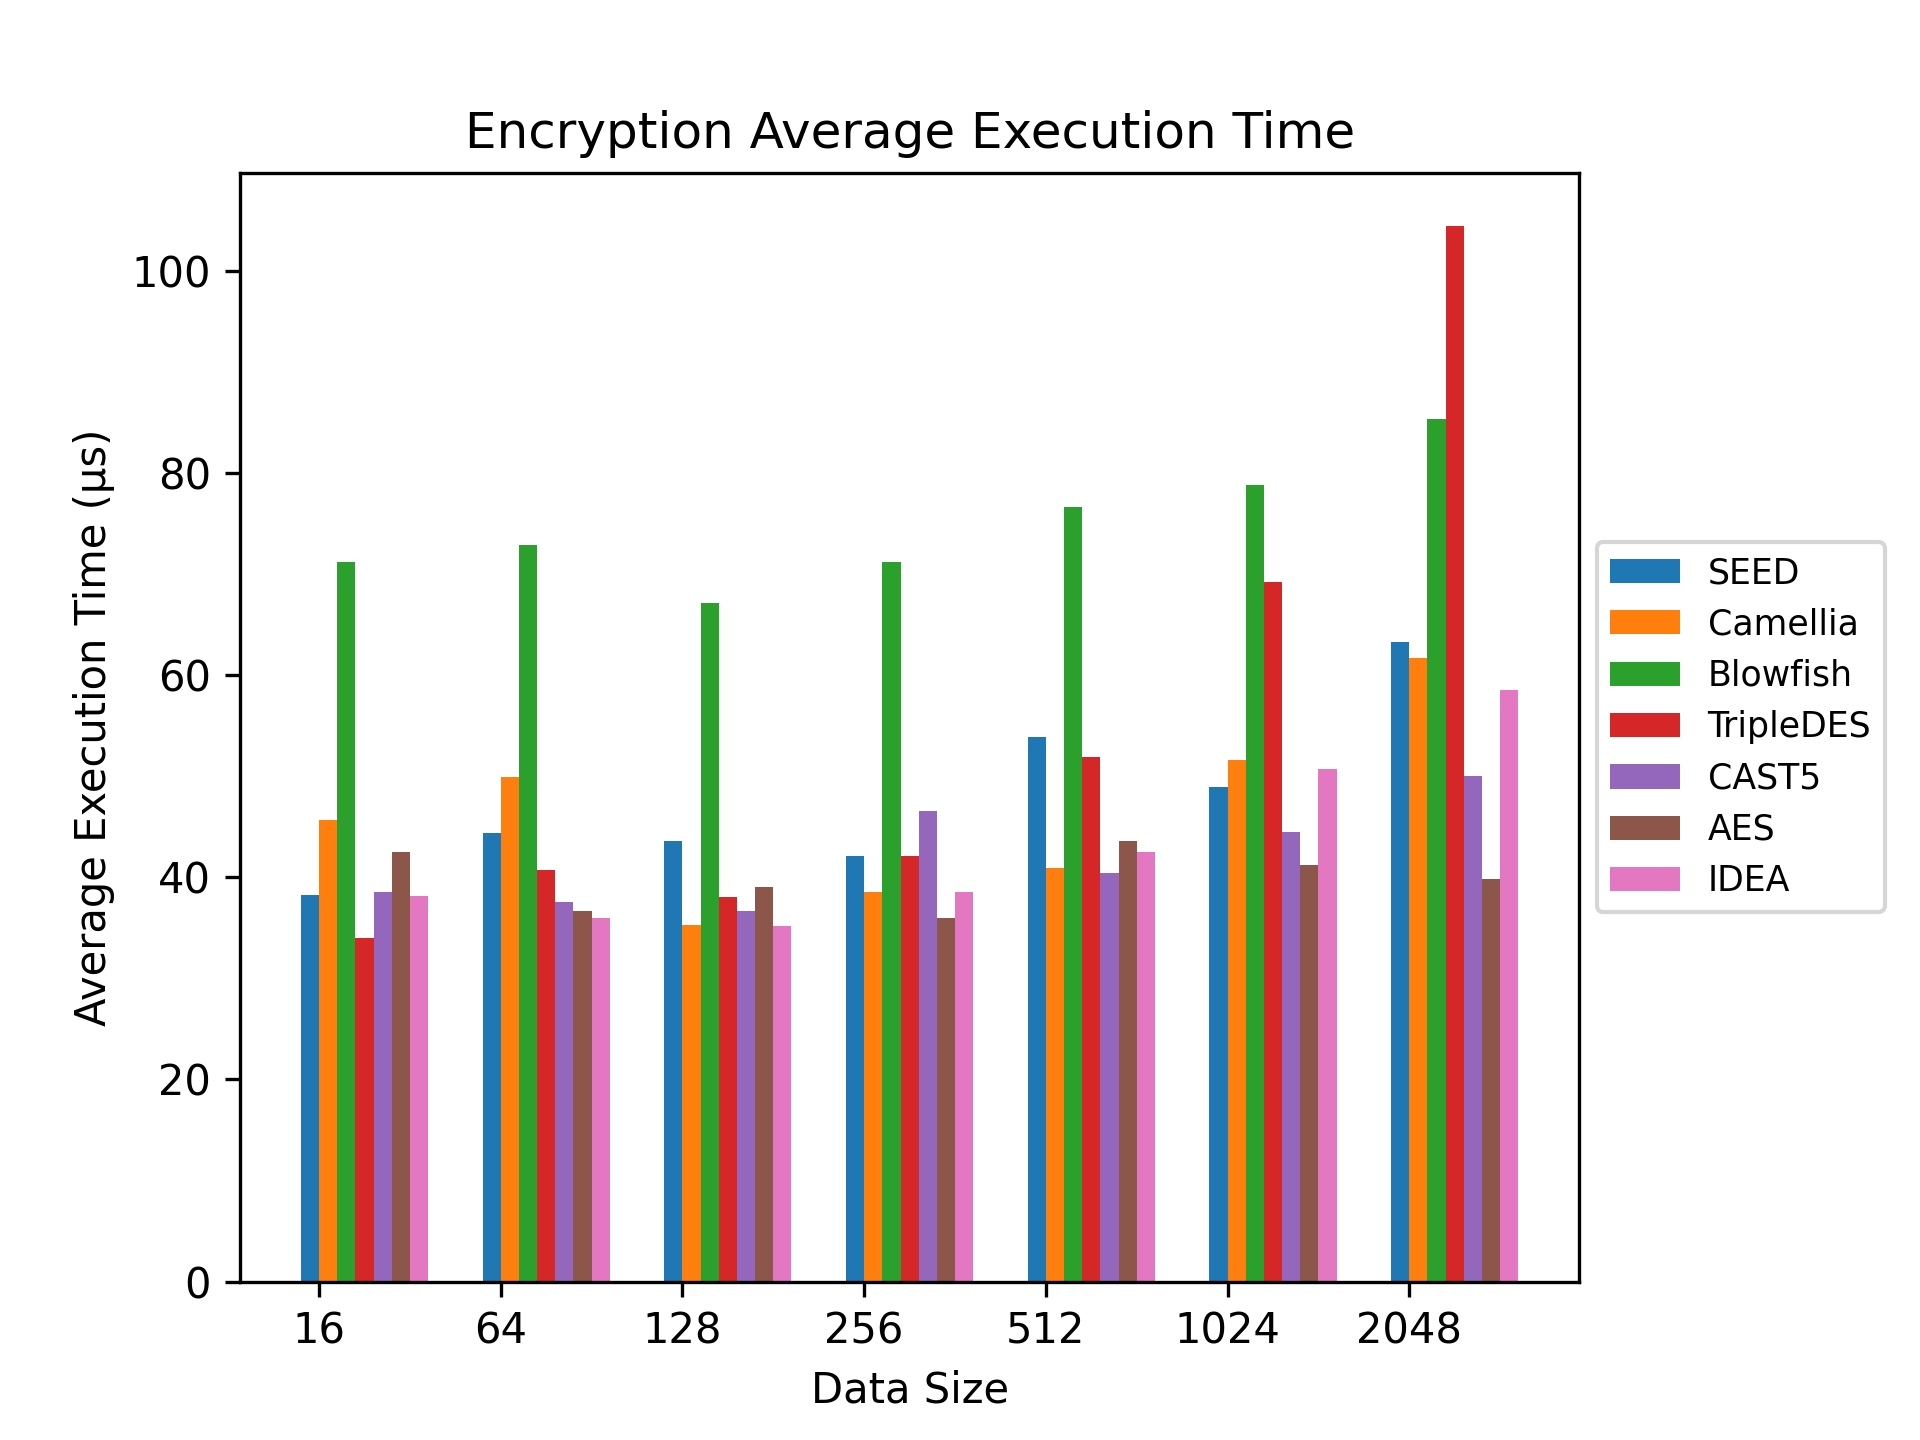 Encryption Average Execution Time
Average Execution Time (µs)
100
80
60
40
20
0
16 64 128 256 512 1024 2048
Data Size
SEED
Camellia
Blowfish
TripleDES
CAST5
AES
IDEA